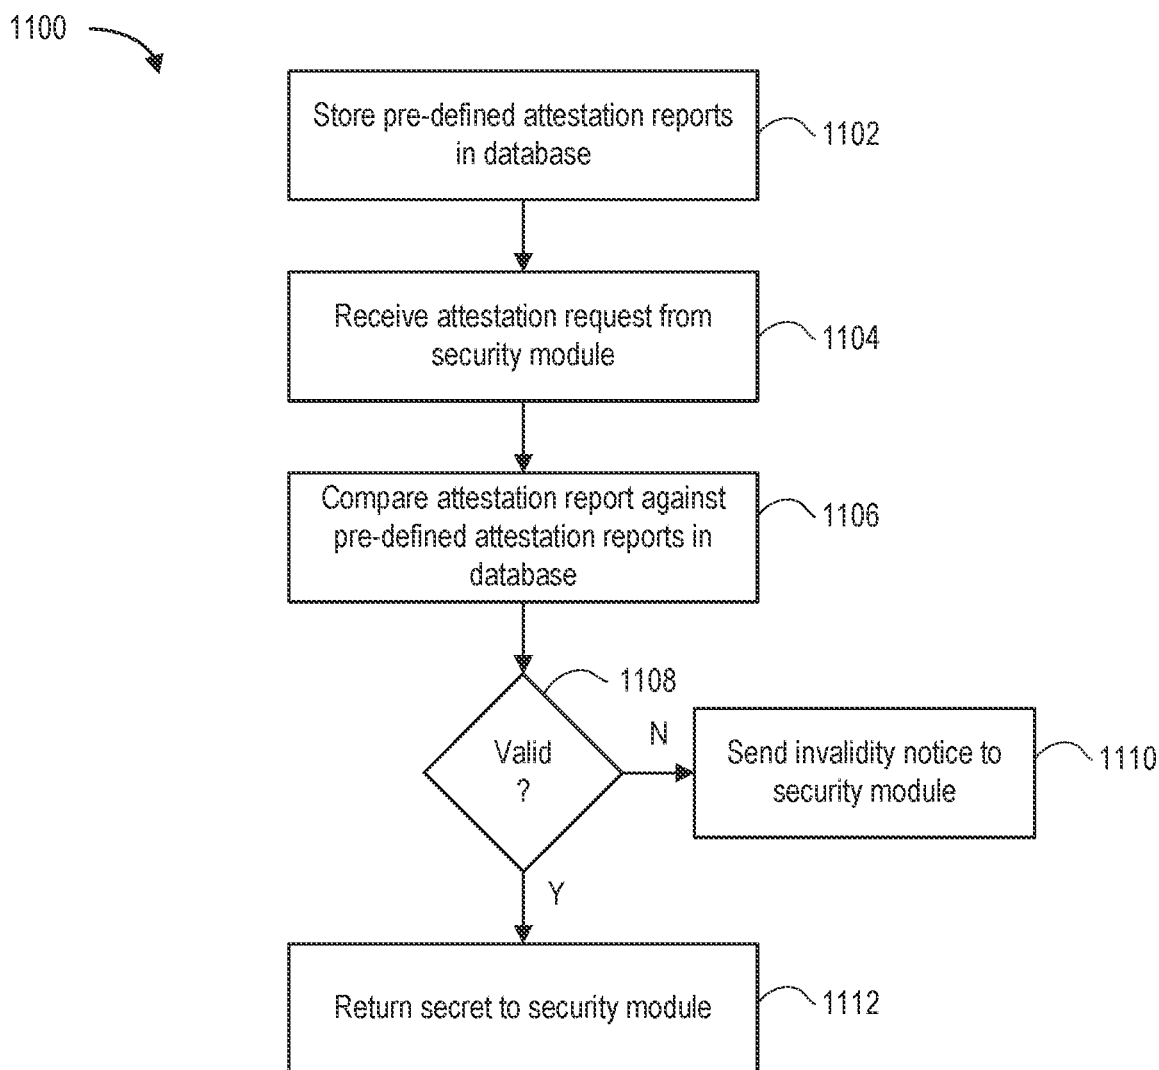 1100
Store pre-defined attestation reports
in database
1102
Receive attestation request from
security module
1104
Compare attestation report against
pre-defined attestation reports in
database
1106
1108
Valid
?
N
Send invalidity notice to
security module
1110
Y
Return secret to security module
1112